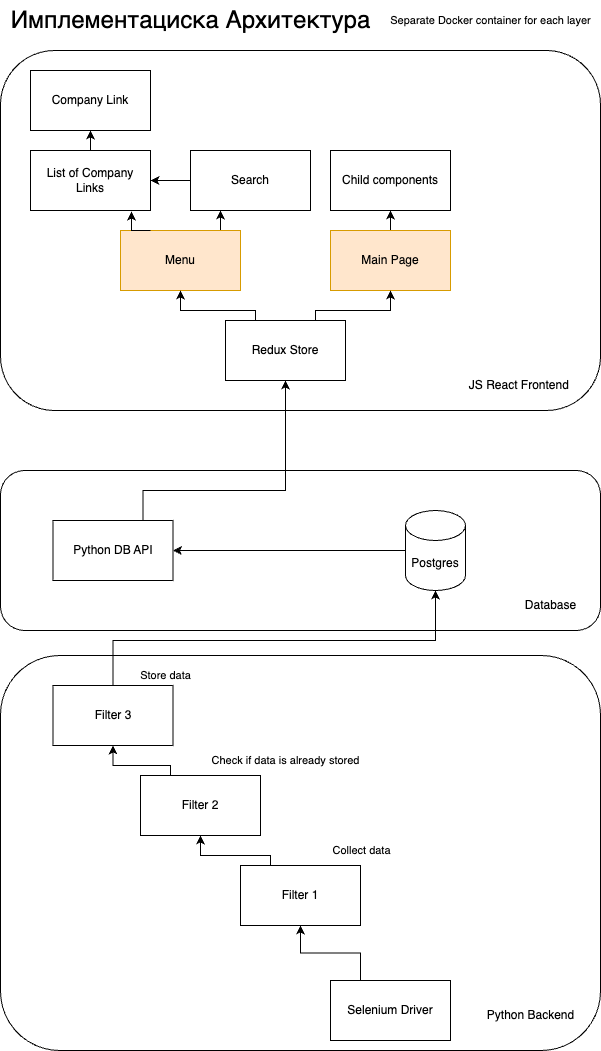 Имплементациска Архитектура
Separate Docker container for each layer
Company Link
List of Company
Links
Search
Child components
Menu
Main Page
Redux Store
JS React Frontend
Python DB API
Postgres
Database
Store data
Filter 3
Check if data is already stored
Filter 2
Collect data
Filter 1
Selenium Driver
Python Backend